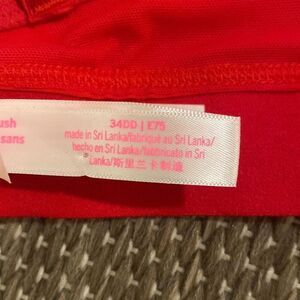 ush
sans
34DD | E75
made in Sri Lanka/fabriqué au Sri Lanka/
hecho en Sri Lanka/fabbricato in Sri
Lanka/斯里兰卡制造